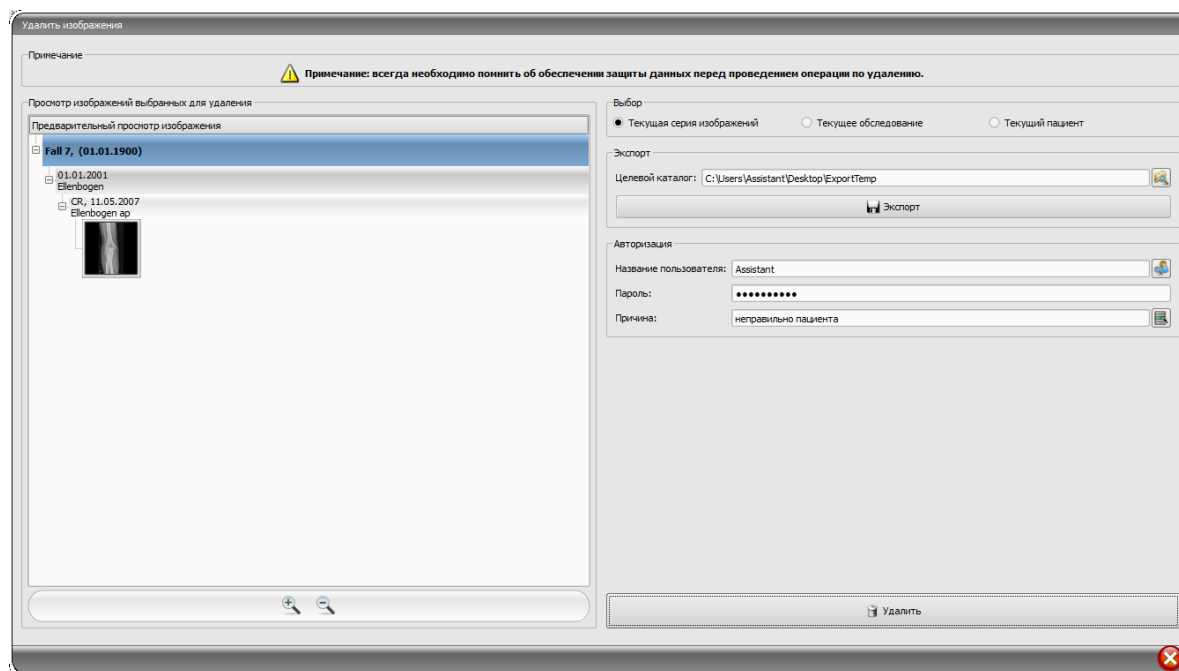 Удалить изображения
Примечание
Примечание: всегда необходимо помнить об обеспечении защиты данных перед проведением операции по удалению.
Просмотр изображений выбранных для удаления
Предварительный просмотр изображения
Fall 7, (01.01.1900)
01.01.2001
Ellenbogen
CR, 11.05.2007
Ellenbogen ap
Выбор
Текущая серия изображений
Текущее обследование
Текущий пациент
Экспорт
Целевой каталог: C:\Users\Assistant\Desktop\ExportTemp
Экспорт
Авторизация
Название пользователя: Assistant
Пароль: ••••••••••
Причина: неправильно пациента
Удалить